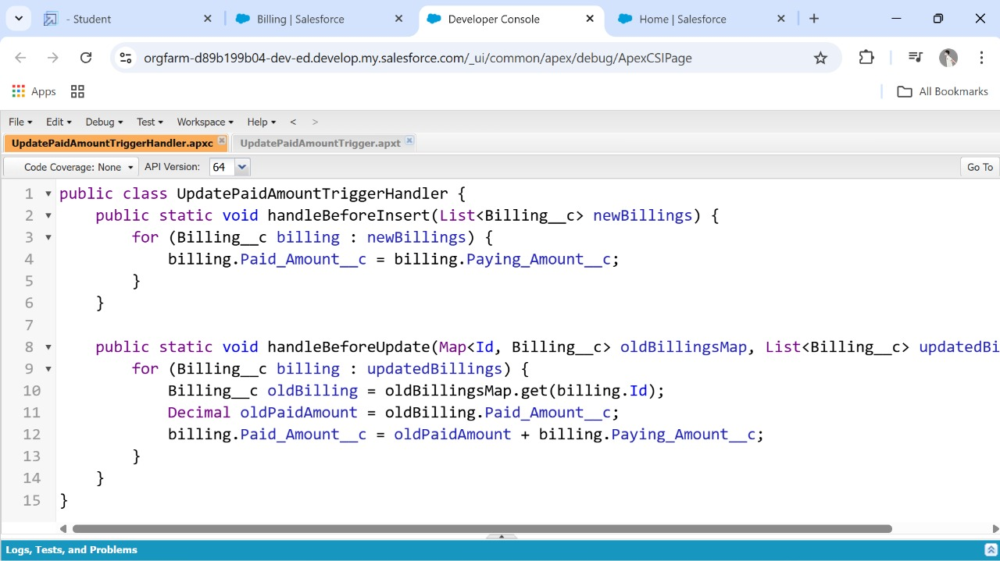 - Student
Billing | Salesforce
Developer Console
Home | Salesforce
orgfarm-d89b199b04-dev-ed.develop.my.salesforce.com/_ui/common/apex/debug/ApexCSIPage
Apps
All Bookmarks
File Edit Debug Test Workspace Help < >
UpdatePaidAmountTriggerHandler.apxc UpdatePaidAmountTrigger.apxt
Code Coverage: None API Version: 64 Go To
1 public class UpdatePaidAmountTriggerHandler {
2 public static void handleBeforeInsert(List<Billing__c> newBillings) {
3 for (Billing__c billing : newBillings) {
4 billing.Paid_Amount__c = billing.Paying_Amount__c;
5 }
6 }
7
8 public static void handleBeforeUpdate(Map<Id, Billing__c> oldBillingsMap, List<Billing__c> updatedBi
9 for (Billing__c billing : updatedBillings) {
10 Billing__c oldBilling = oldBillingsMap.get(billing.Id);
11 Decimal oldPaidAmount = oldBilling.Paid_Amount__c;
12 billing.Paid_Amount__c = oldPaidAmount + billing.Paying_Amount__c;
13 }
14 }
15 }
Logs, Tests, and Problems